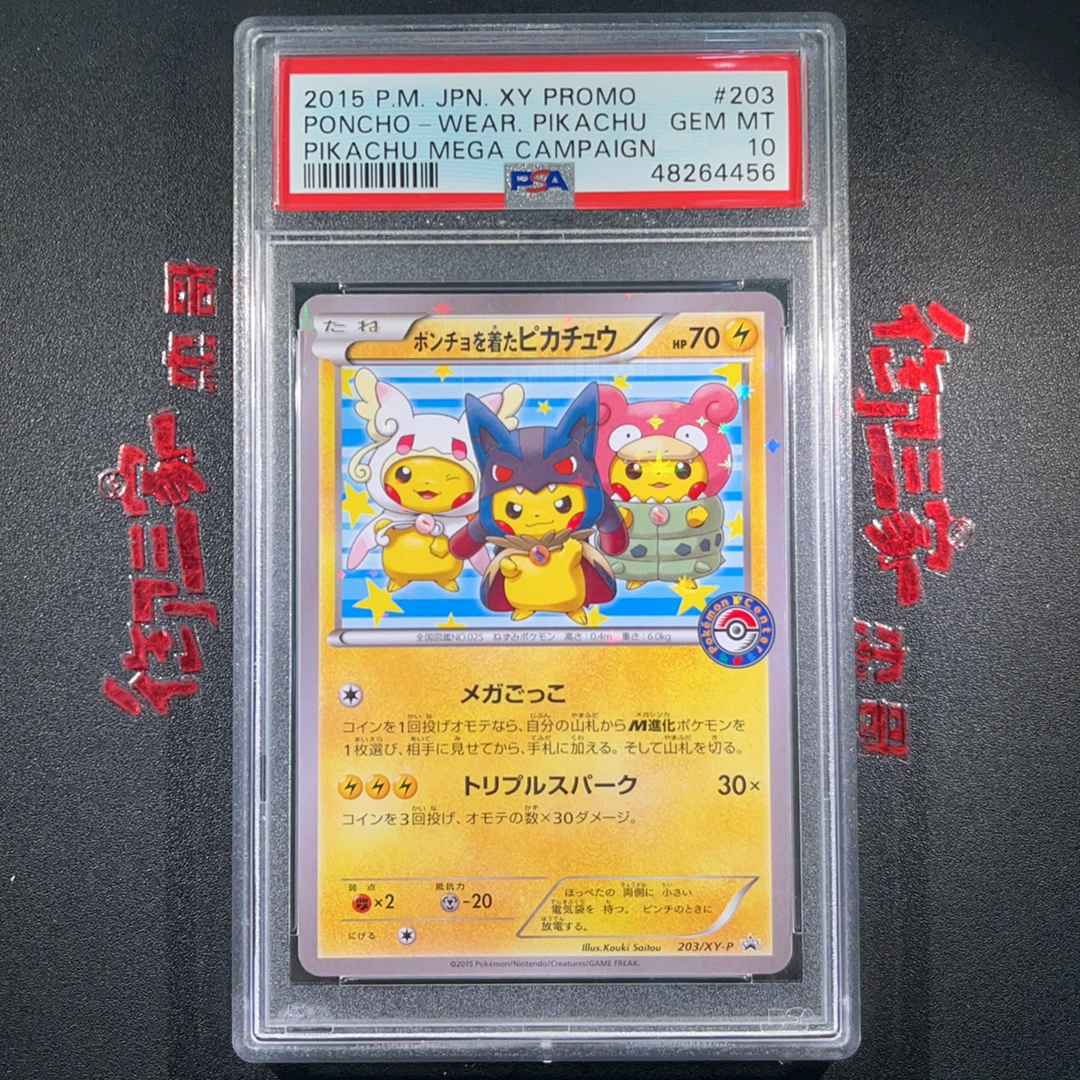 2015 P.M. JPN. XY PROMO #203
PONCHO-WEAR. PIKACHU GEM MT
PIKACHU MEGA CAMPAIGN 10
PSA 48264456
たね ポンチョを着たピカチュウ HP70
Pokémon Center
全国図鑑NO.025 ねずみポケモン 高さ:0.4m 重さ:6.0kg
メガごっこ
コインを1回投げオモテなら、自分の山札からM進化ポケモンを
1枚選び、相手に見せてから、手札に加える。そして山札を切る。
トリプルスパーク 30×
コインを3回投げ、オモテの数×30ダメージ。
弱点 抵抗力
×2 -20
にげる
ほっぺたの 両側に 小さい
電気袋を 持つ。 ピンチのときに
放電する。
Illus.Kouki Saitou 203/XY-P
©2015 Pokémon/Nintendo/Creatures/GAME FREAK.